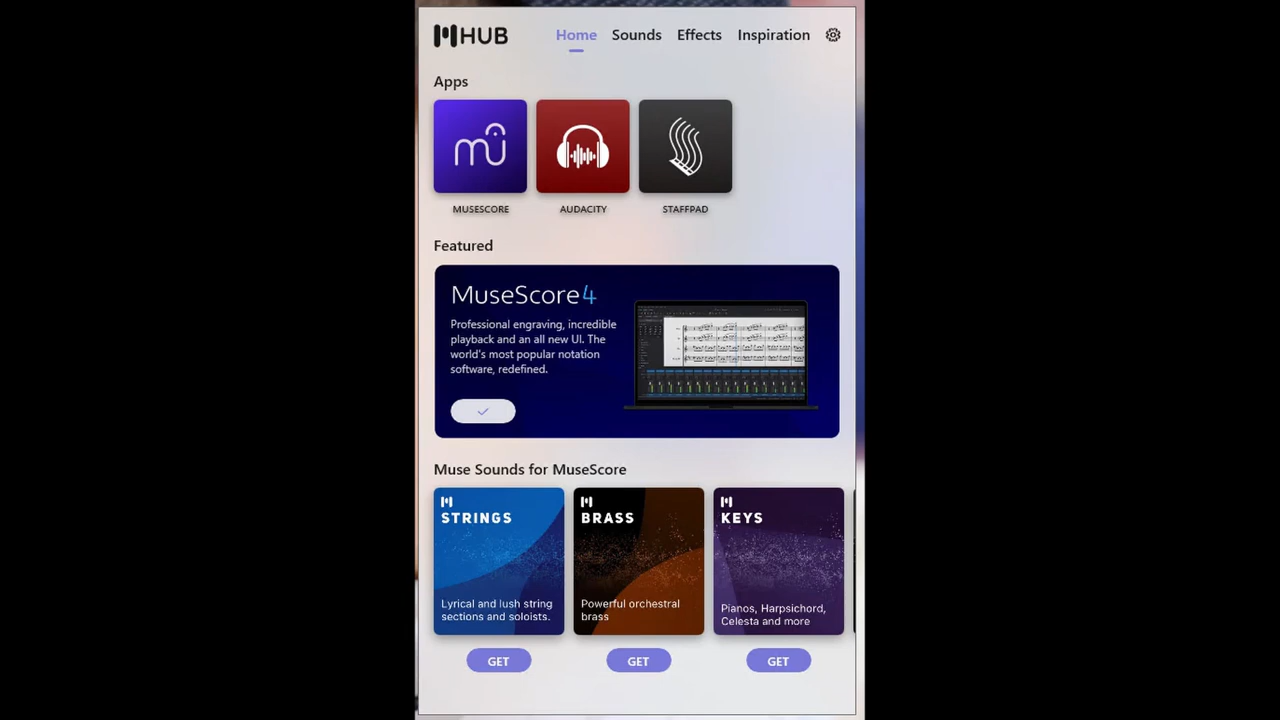 HUB
Home Sounds Effects Inspiration
Apps
MUSESCORE AUDACITY STAFFPAD
Featured
MuseScore4
Professional engraving, incredible
playback and an all new UI. The
world's most popular notation
software, redefined.
Muse Sounds for MuseScore
STRINGS
Lyrical and lush string
sections and soloists.
BRASS
Powerful orchestral
brass
KEYS
Pianos, Harpsichord,
Celesta and more
GET GET GET